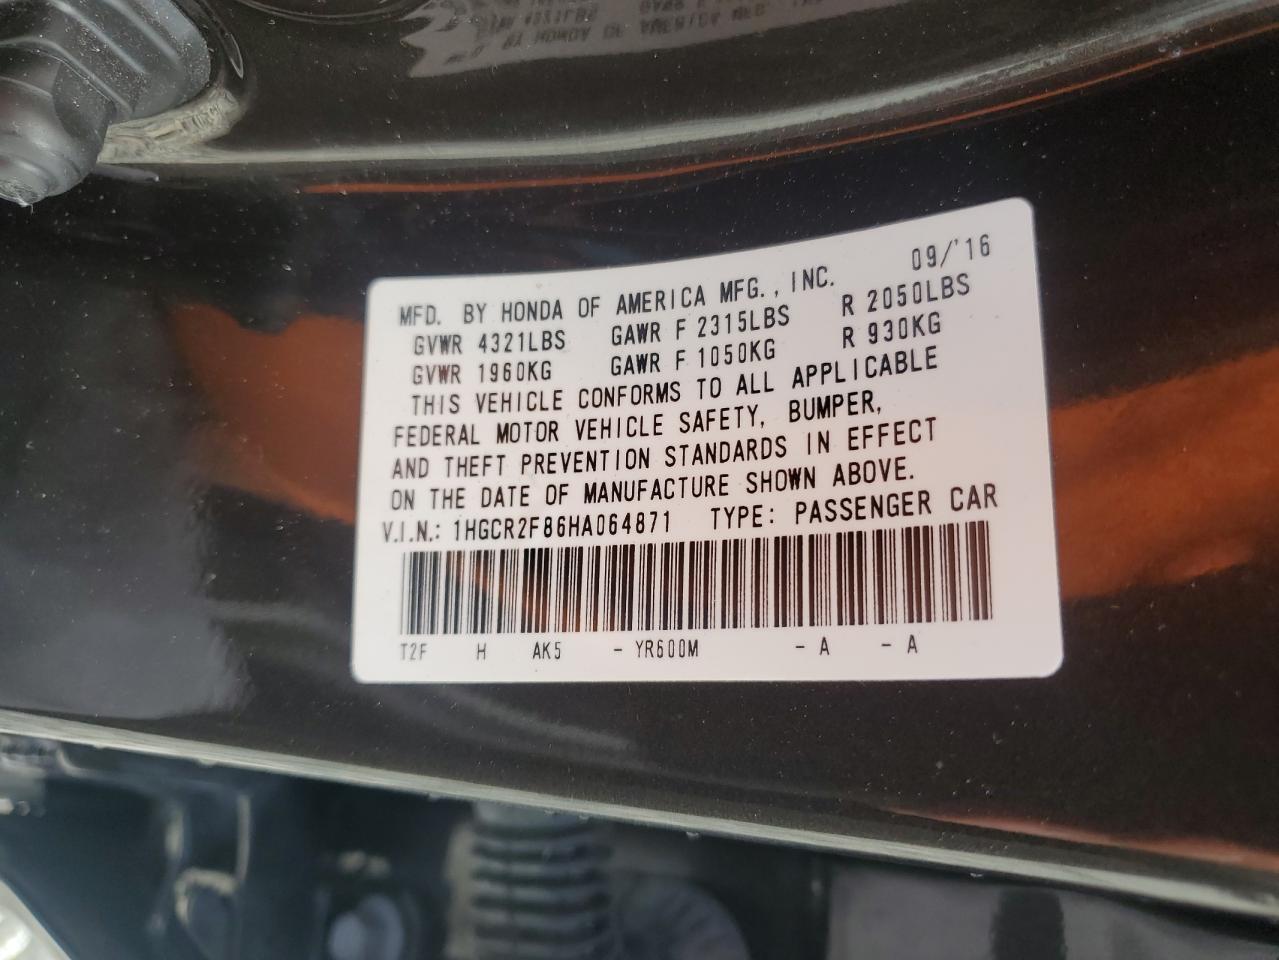 MFD. BY HONDA OF AMERICA MFG., INC. 09/'16
GVWR 4321LBS GAWR F 2315LBS R 2050LBS
GVWR 1960KG GAWR F 1050KG R 930KG
THIS VEHICLE CONFORMS TO ALL APPLICABLE
FEDERAL MOTOR VEHICLE SAFETY, BUMPER,
AND THEFT PREVENTION STANDARDS IN EFFECT
ON THE DATE OF MANUFACTURE SHOWN ABOVE.
V.I.N.: 1HGCR2F86HA064871 TYPE: PASSENGER CAR
T2F H AK5 - YR600M - A - A